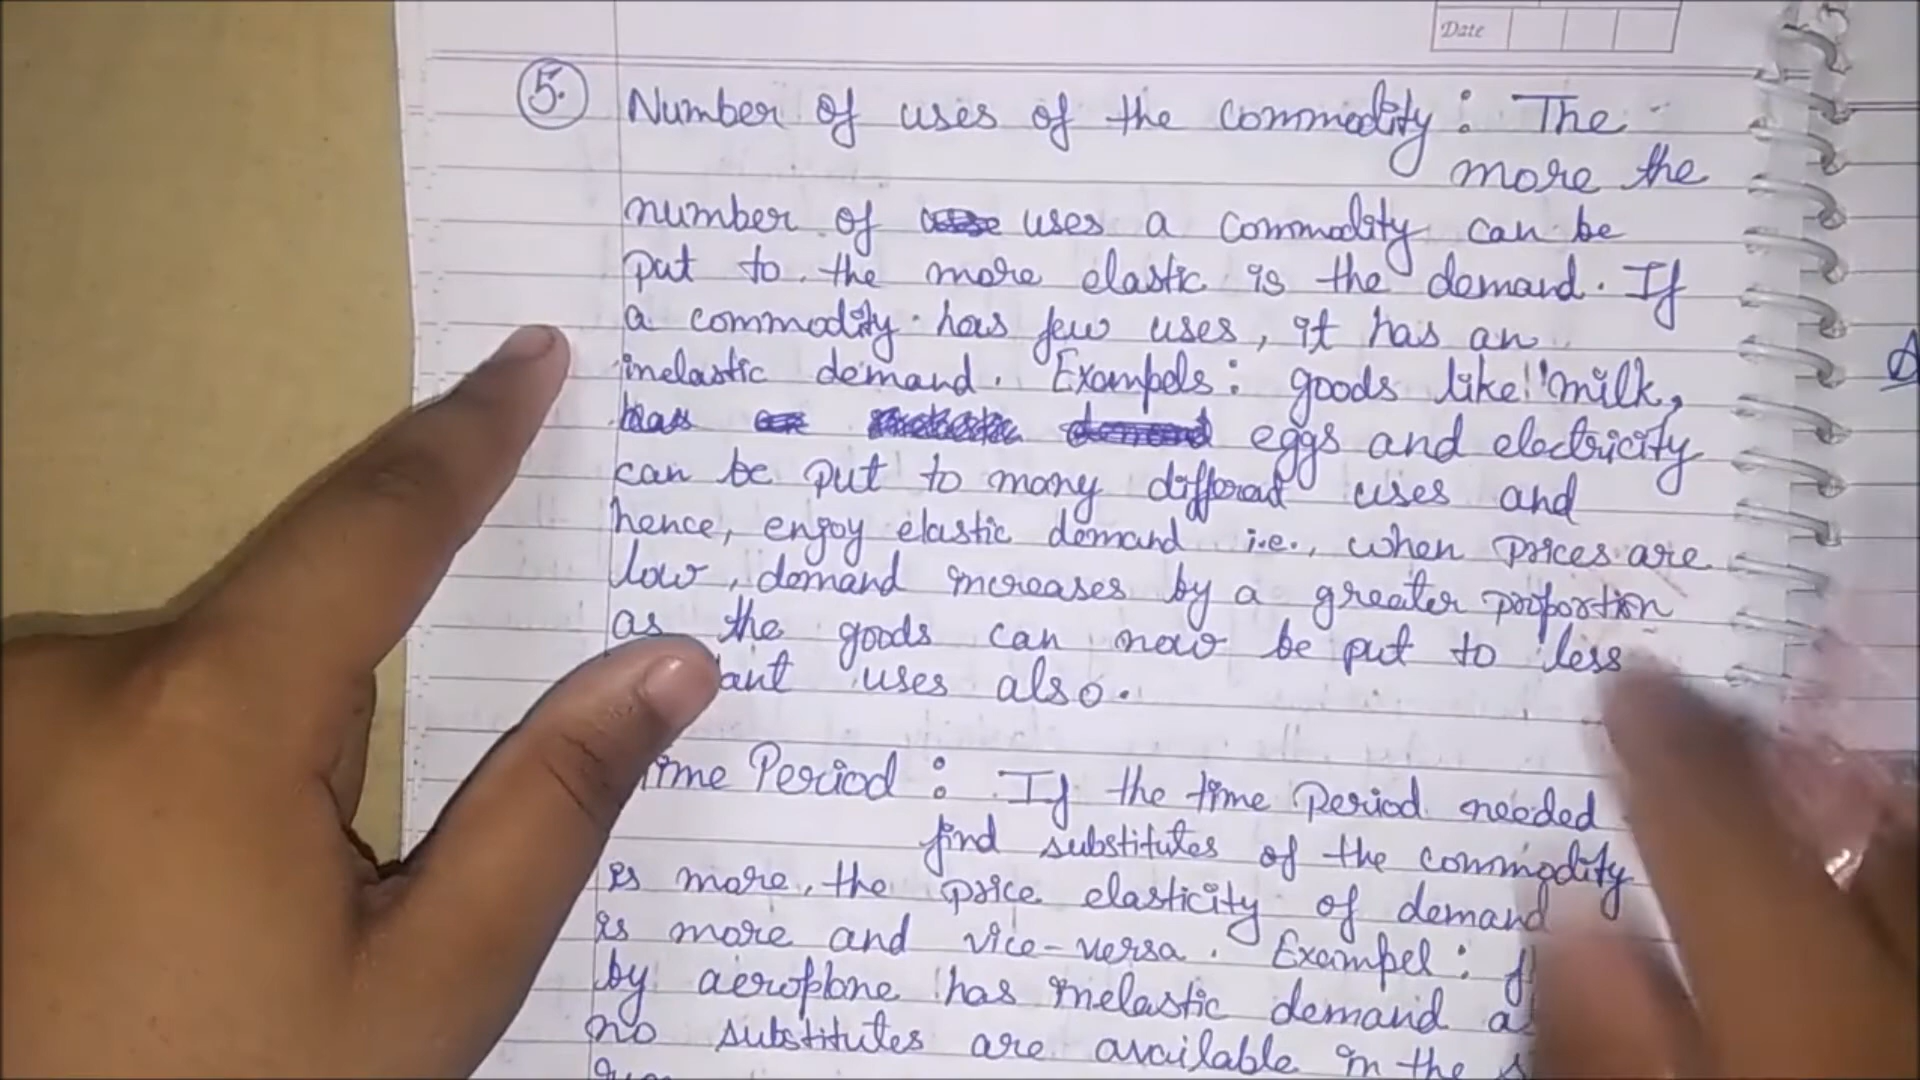 Date
5. Number of uses of the commodity : The
more the
number of uses a commodity can be
put to the more elastic is the demand. If
a commodity has few uses, it has an
inelastic demand. Exampels : goods like "milk,
has demand eggs and electricity
can be put to many different uses and
hence, enjoy elastic demand i.e., when prices are
low, demand increases by a greater proportion
as the goods can now be put to less
ant uses also.
ime Period : If the time Period needed
find substitutes of the commodity
is more, the price elasticity of demand
is more and vice-versa. Exampel :
by aeroplane has inelastic demand
no substitutes are available in the